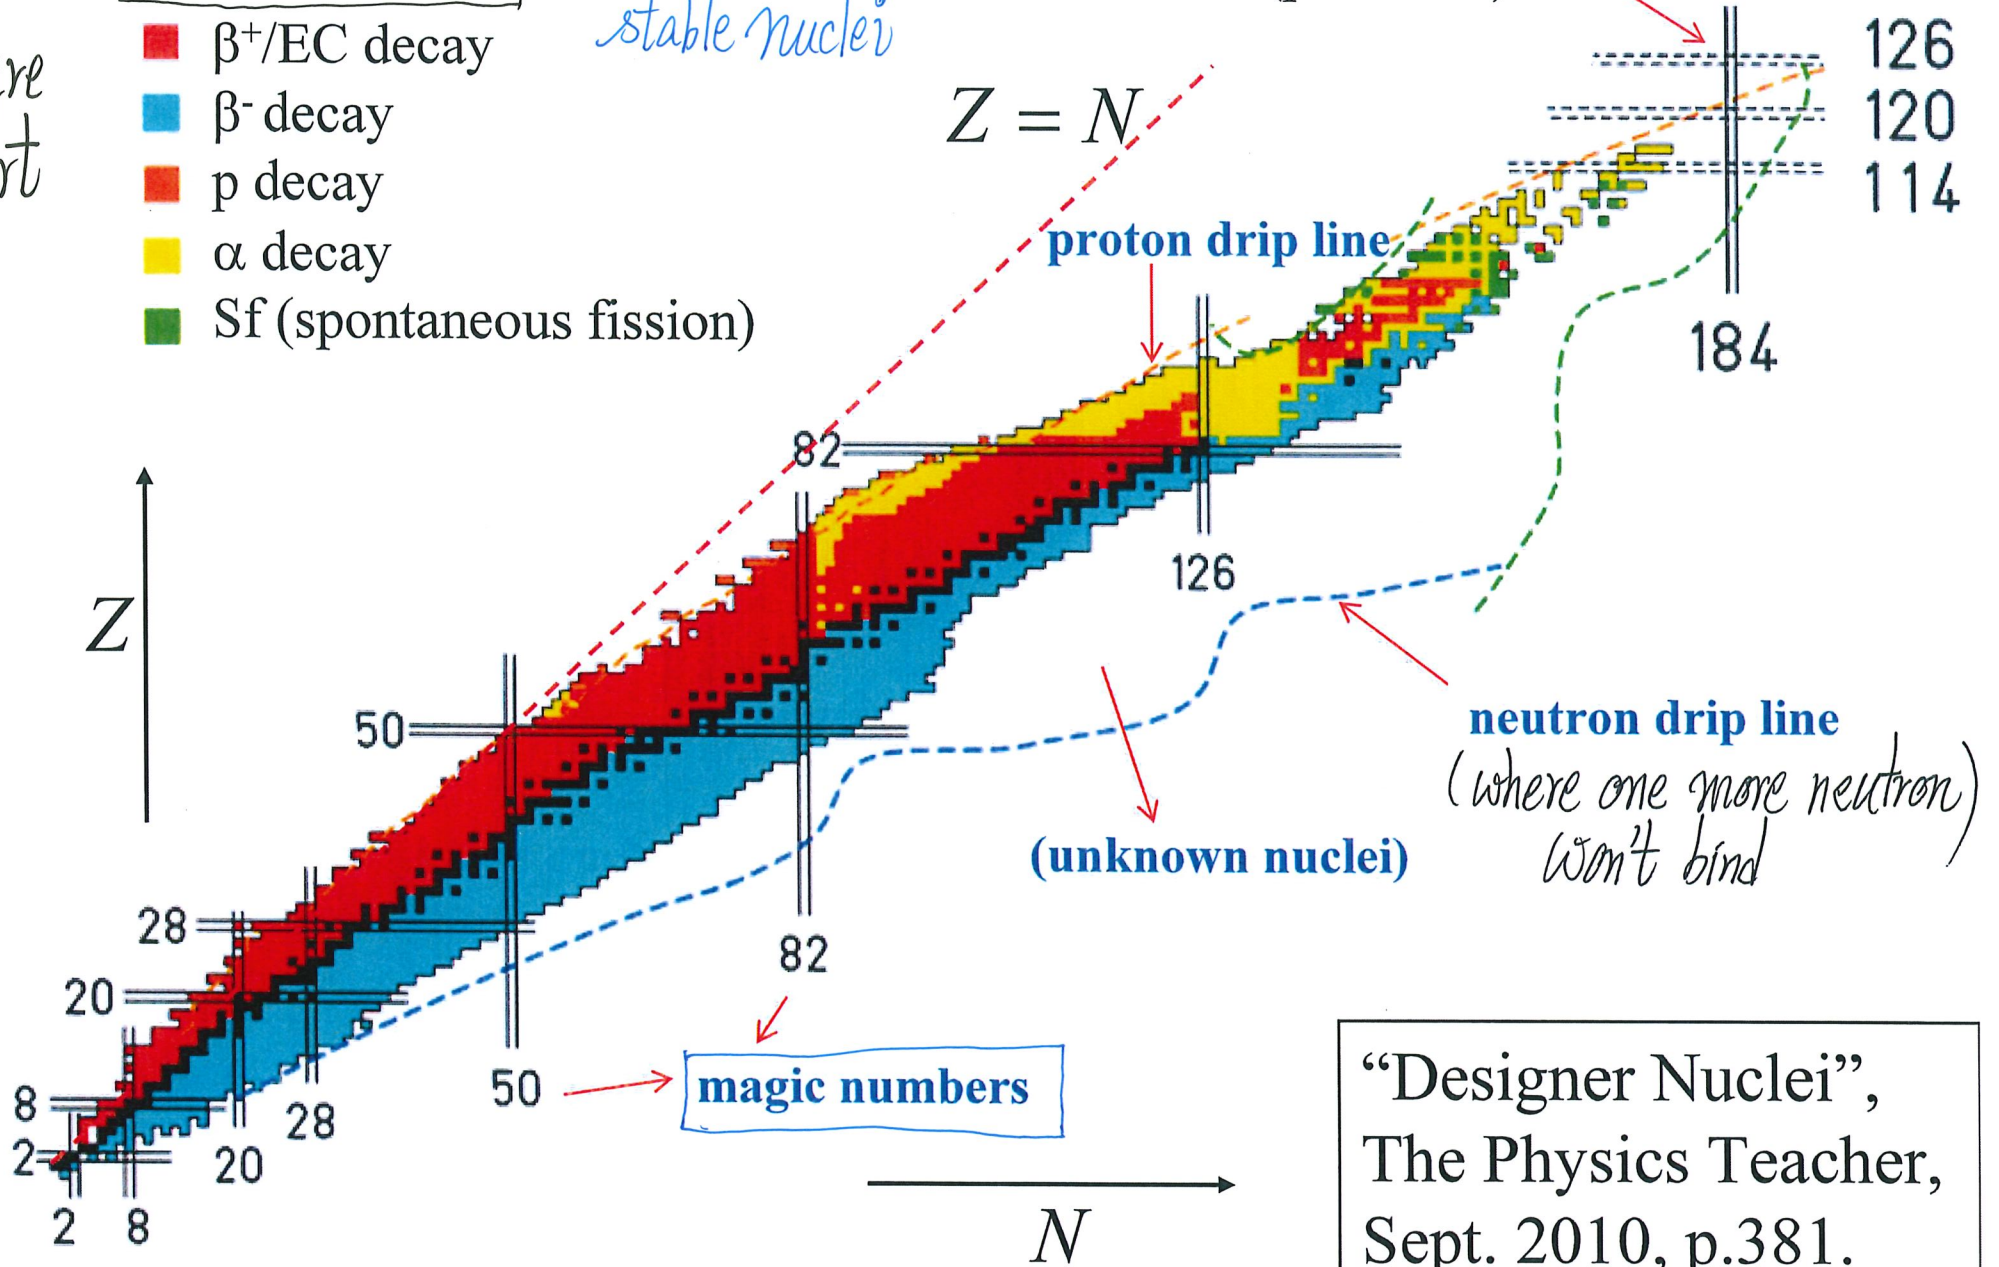 β⁺/EC decay
β⁻ decay
p decay
α decay
Sf (spontaneous fission)
stable nuclei
Z = N
126
120
114
184
proton drip line
82
126
Z
50
neutron drip line
(where one more neutron)
won't bind
(unknown nuclei)
28
82
20
50
magic numbers
8
28
2
20
2
8
N
“Designer Nuclei”,
The Physics Teacher,
Sept. 2010, p.381.